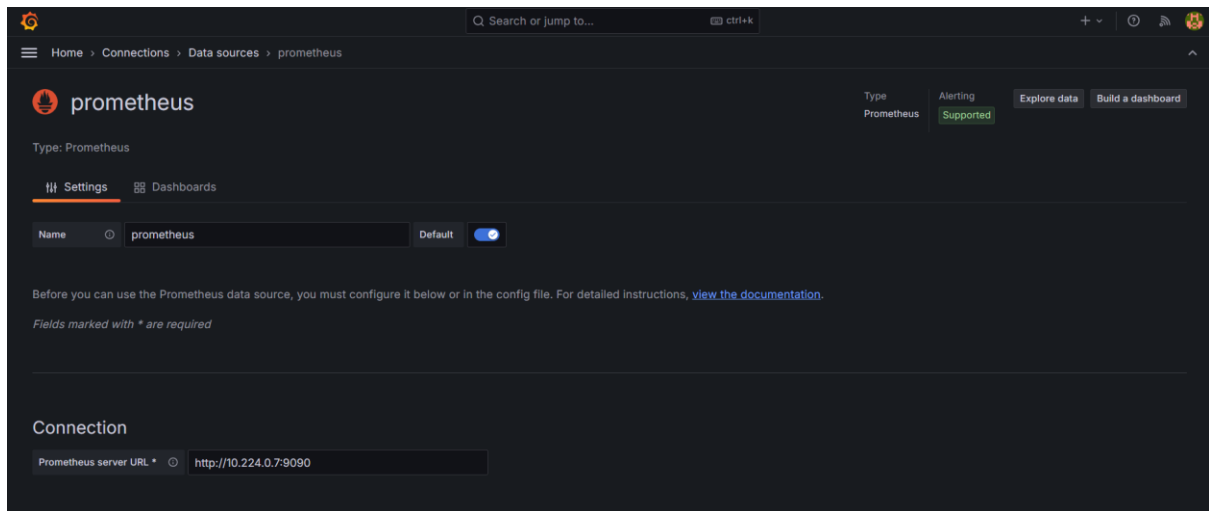 Search or jump to... ctrl+k
Home › Connections › Data sources › prometheus
prometheus
Type Alerting Explore data Build a dashboard
Prometheus Supported
Type: Prometheus
Settings Dashboards
Name prometheus Default
Before you can use the Prometheus data source, you must configure it below or in the config file. For detailed instructions, view the documentation.
Fields marked with * are required
Connection
Prometheus server URL * http://10.224.0.7:9090